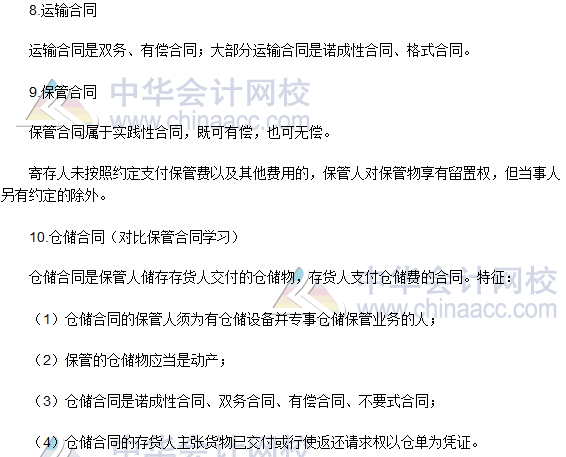 8.运输合同
运输合同是双务、有偿合同；大部分运输合同是诺成性合同、格式合同。
9.保管合同
中华会计网校
www.chinaacc.com
保管合同属于实践性合同，既可有偿，也可无偿。
寄存人未按照约定支付保管费以及其他费用的，保管人对保管物享有留置权，但当事人
另有约定的除外。
10.仓储合同（对比保管合同学习）
仓储合同是保管人储存存货人交付的仓储物，存货人支付仓储费的合同。特征：
中华会计网校
www.chinaacc.com
（1）仓储合同的保管人须为有仓储设备并专事仓储保管业务的人；
（2）保管的仓储物应当是动产；
（3）仓储合同是诺成性合同、双务合同、有偿合同、不要式合同；
（4）仓储合同的存货人主张货物已交付或行使返还请求权以仓单为凭证。